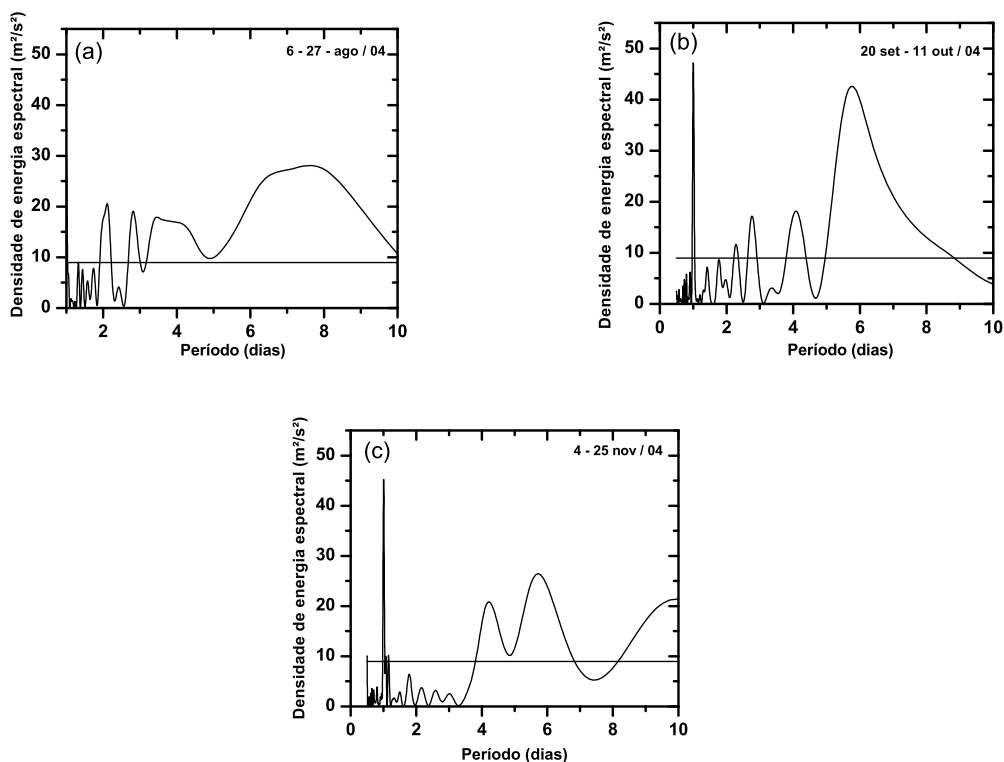 (a)
6 - 27 - ago / 04
Densidade de energia espectral (m²/s²)
50
40
30
20
10
0
2
4
6
8
10
Período (dias)
(b)
20 set - 11 out / 04
Densidade de energia espectral (m²/s²)
50
40
30
20
10
0
0
2
4
6
8
10
Período (dias)
(c)
4 - 25 nov / 04
Densidade de energia espectral (m²/s²)
50
40
30
20
10
0
0
2
4
6
8
10
Período (dias)